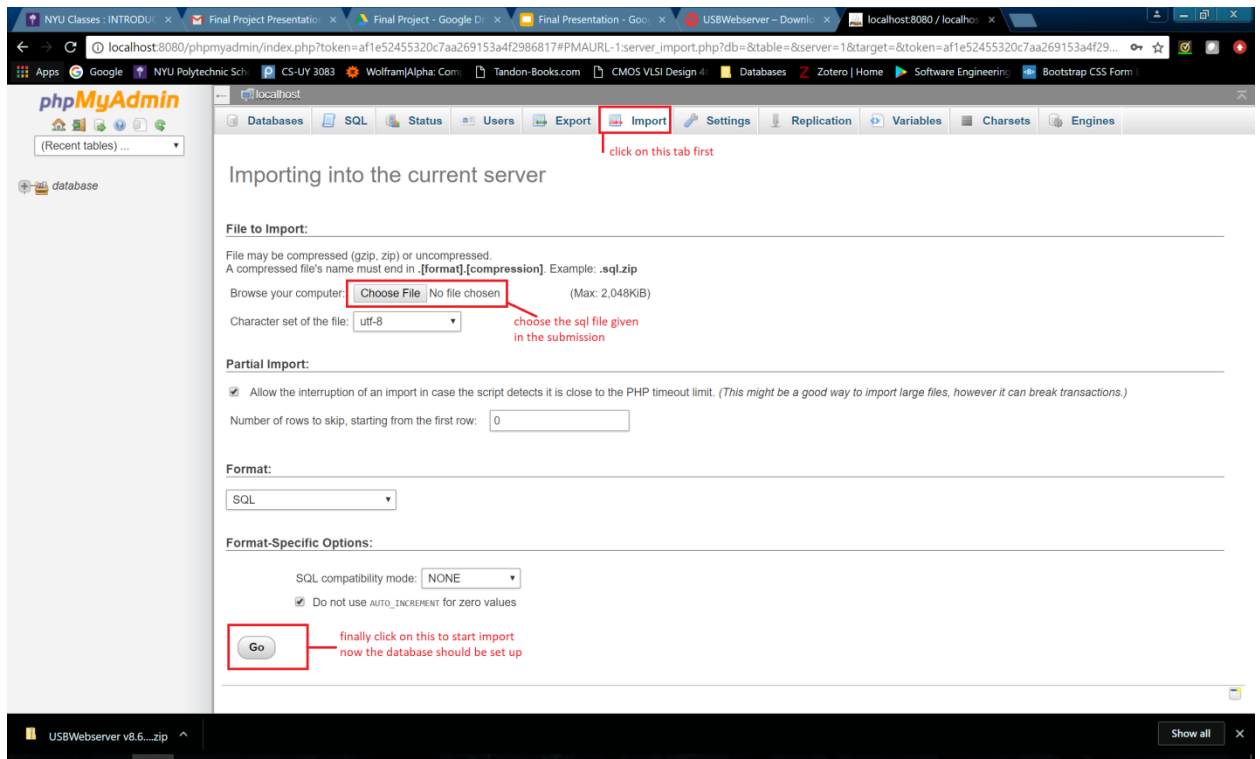 NYU Classes : INTRODUC
Final Project Presentation
Final Project - Google Dr
Final Presentation - Goog
USBWebserver – Downlo
localhost:8080 / localhos
localhost:8080/phpmyadmin/index.php?token=af1e52455320c7aa269153a4f2986817#PMAURL-1:server_import.php?db=&table=&server=1&target=&token=af1e52455320c7aa269153a4f29...
Apps Google NYU Polytechnic Sch CS-UY 3083 Wolfram|Alpha: Com Tandon-Books.com CMOS VLSI Design 4 Databases Zotero | Home Software Engineering Bootstrap CSS Form
phpMyAdmin
(Recent tables) ...
database
localhost
Databases SQL Status Users Export Import Settings Replication Variables Charsets Engines
click on this tab first
Importing into the current server
File to Import:
File may be compressed (gzip, zip) or uncompressed.
A compressed file's name must end in .[format].[compression]. Example: .sql.zip
Browse your computer: Choose File No file chosen (Max: 2,048KiB)
Character set of the file: utf-8
choose the sql file given
in the submission
Partial Import:
Allow the interruption of an import in case the script detects it is close to the PHP timeout limit. (This might be a good way to import large files, however it can break transactions.)
Number of rows to skip, starting from the first row: 0
Format:
SQL
Format-Specific Options:
SQL compatibility mode: NONE
Do not use AUTO_INCREMENT for zero values
Go
finally click on this to start import
now the database should be set up
USBWebserver v8.6....zip
Show all